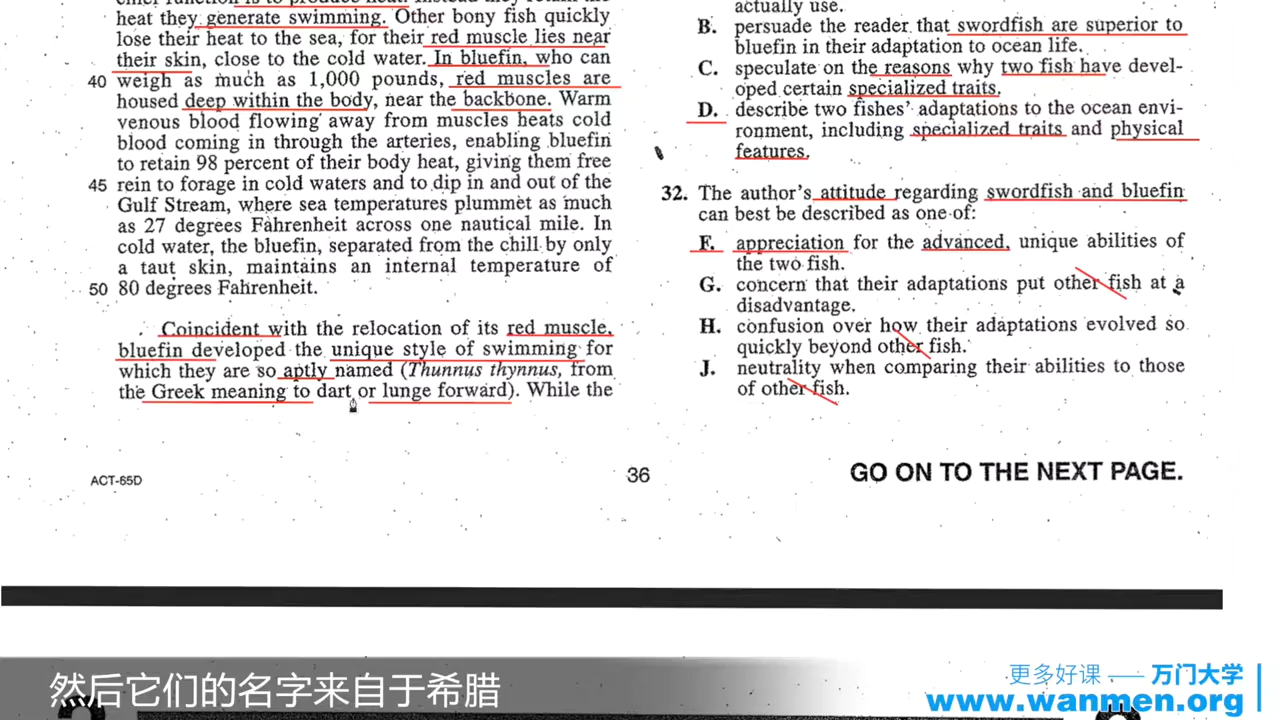 heat they generate swimming. Other bony fish quickly
lose their heat to the sea, for their red muscle lies near
their skin, close to the cold water. In bluefin, who can
40 weigh as much as 1,000 pounds, red muscles are
housed deep within the body, near the backbone. Warm
venous blood flowing away from muscles heats cold
blood coming in through the arteries, enabling bluefin
to retain 98 percent of their body heat, giving them free
45 rein to forage in cold waters and to dip in and out of the
Gulf Stream, where sea temperatures plummet as much
as 27 degrees Fahrenheit across one nautical mile. In
cold water, the bluefin, separated from the chill by only
a taut skin, maintains an internal temperature of
50 80 degrees Fahrenheit.
Coincident with the relocation of its red muscle,
bluefin developed the unique style of swimming for
which they are so aptly named (Thunnus thynnus, from
the Greek meaning to dart or lunge forward). While the
actually use.
B. persuade the reader that swordfish are superior to
bluefin in their adaptation to ocean life.
C. speculate on the reasons why two fish have devel-
oped certain specialized traits.
D. describe two fishes' adaptations to the ocean envi-
ronment, including specialized traits and physical
features.
32. The author's attitude regarding swordfish and bluefin
can best be described as one of:
F. appreciation for the advanced, unique abilities of
the two fish.
G. concern that their adaptations put other fish at a
disadvantage.
H. confusion over how their adaptations evolved so
quickly beyond other fish.
J. neutrality when comparing their abilities to those
of other fish.
ACT-65D
36
GO ON TO THE NEXT PAGE.
然后它们的名字来自于希腊
更多好课 —— 万门大学
www.wanmen.org